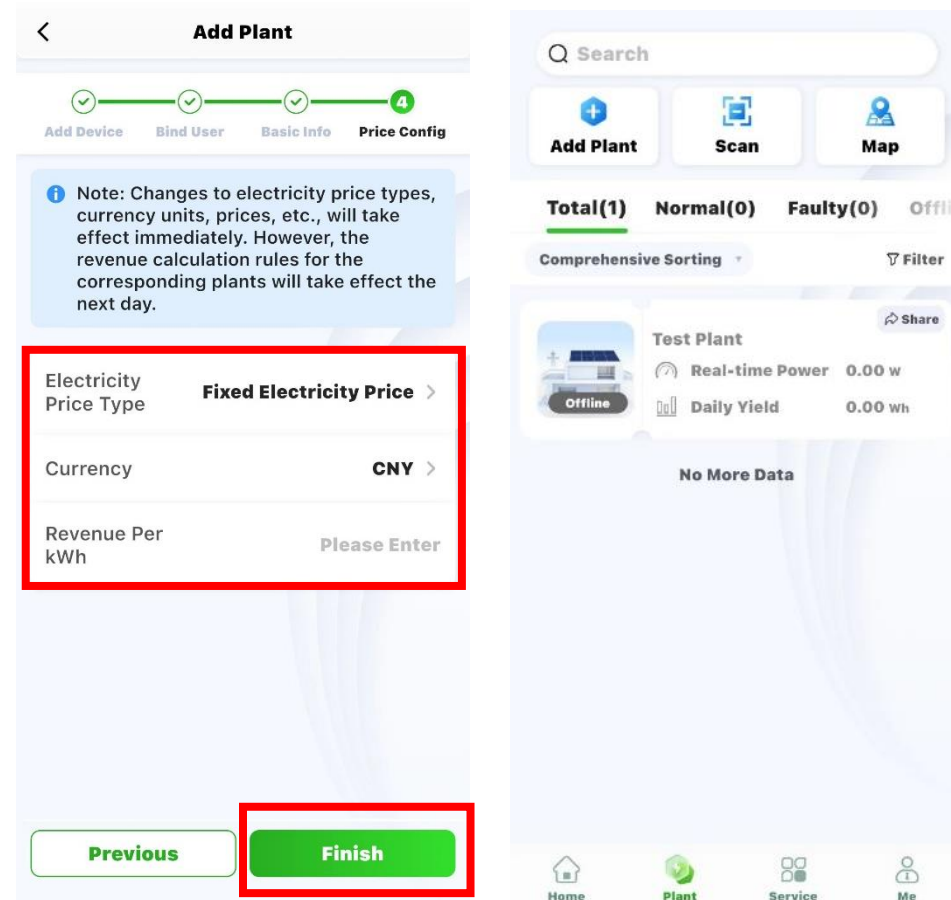 Add Plant
4
Add Device Bind User Basic Info Price Config
Note: Changes to electricity price types,
currency units, prices, etc., will take
effect immediately. However, the
revenue calculation rules for the
corresponding plants will take effect the
next day.
Electricity
Price Type
Fixed Electricity Price
Currency CNY
Revenue Per
kWh
Please Enter
Previous Finish
Search
Add Plant Scan Map
Total(1) Normal(0) Faulty(0) Offli
Comprehensive Sorting Filter
Share
Test Plant
Real-time Power 0.00 w
Offline
Daily Yield 0.00 Wh
No More Data
Home Plant Service Me